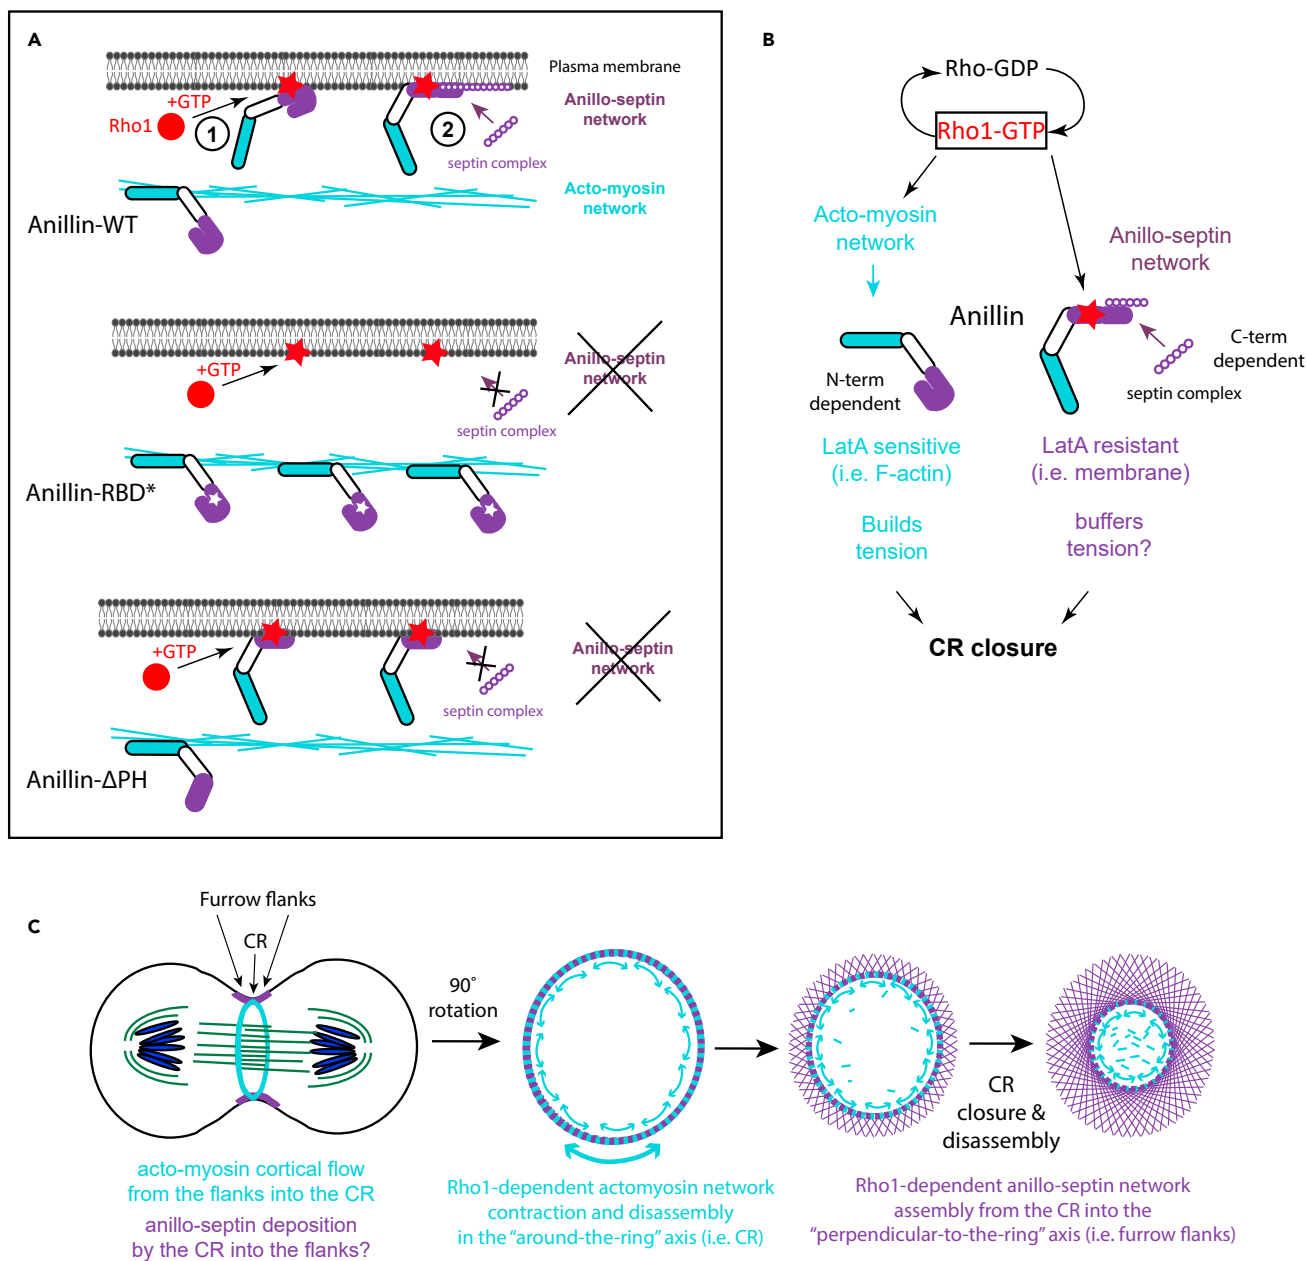 A
Plasma membrane
+GTP
Rho1
1
2
Anillo-septin
network
septin complex
Acto-myosin
network
Anillin-WT
+GTP
Anillo-septin
network
septin complex
Anillin-RBD*
+GTP
Anillo-septin
network
septin complex
Anillin-ΔPH
B
Rho-GDP
Rho1-GTP
Acto-myosin
network
Anillo-septin
network
Anillin
N-term
dependent
C-term
dependent
septin complex
LatA sensitive
(i.e. F-actin)
LatA resistant
(i.e. membrane)
Builds
tension
buffers
tension?
CR closure
C
Furrow flanks
CR
90˚
rotation
CR
closure &
disassembly
acto-myosin cortical flow
from the flanks into the CR
anillo-septin deposition
by the CR into the flanks?
Rho1-dependent actomyosin network
contraction and disassembly
in the “around-the-ring” axis (i.e. CR)
Rho1-dependent anillo-septin network
assembly from the CR into the
“perpendicular-to-the-ring” axis (i.e. furrow flanks)